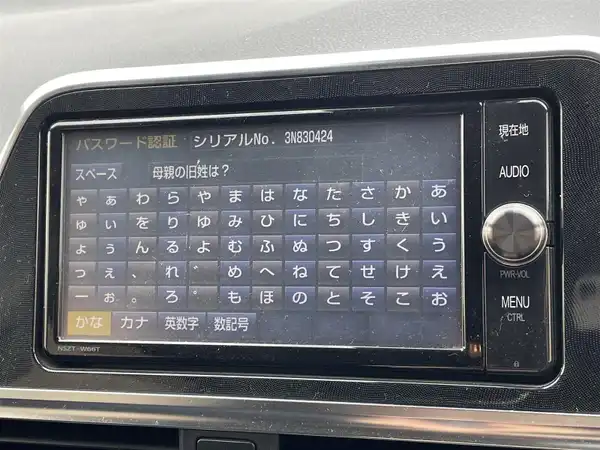 パスワード認証 シリアルNo. 3N830424
スペース 母親の旧姓は？
ゃ ぁ わ ら や ま は な た さ か あ
ゅ ぃ を り ゆ み ひ に ち し き い
ょ ぅ ん る よ む ふ ぬ つ す く う
っ ぇ 、 れ ゛ め へ ね て せ け え
ー ぉ 。 ろ ゜ も ほ の と そ こ お
かな カナ 英数字 数記号
NSZT-W66T
現在地
AUDIO
PWR･VOL
MENU
CTRL